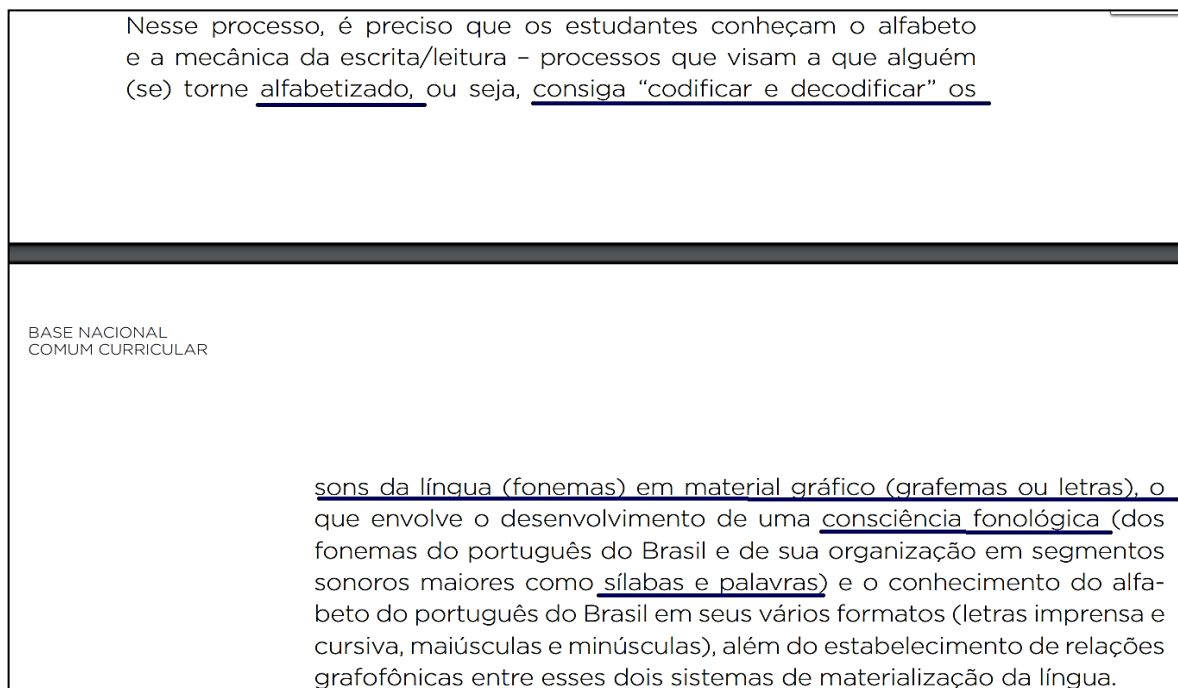 Nesse processo, é preciso que os estudantes conheçam o alfabeto
e a mecânica da escrita/leitura – processos que visam a que alguém
(se) torne alfabetizado, ou seja, consiga “codificar e decodificar” os
BASE NACIONAL
COMUM CURRICULAR
sons da língua (fonemas) em material gráfico (grafemas ou letras), o
que envolve o desenvolvimento de uma consciência fonológica (dos
fonemas do português do Brasil e de sua organização em segmentos
sonoros maiores como sílabas e palavras) e o conhecimento do alfa-
beto do português do Brasil em seus vários formatos (letras imprensa e
cursiva, maiúsculas e minúsculas), além do estabelecimento de relações
grafofônicas entre esses dois sistemas de materialização da língua.